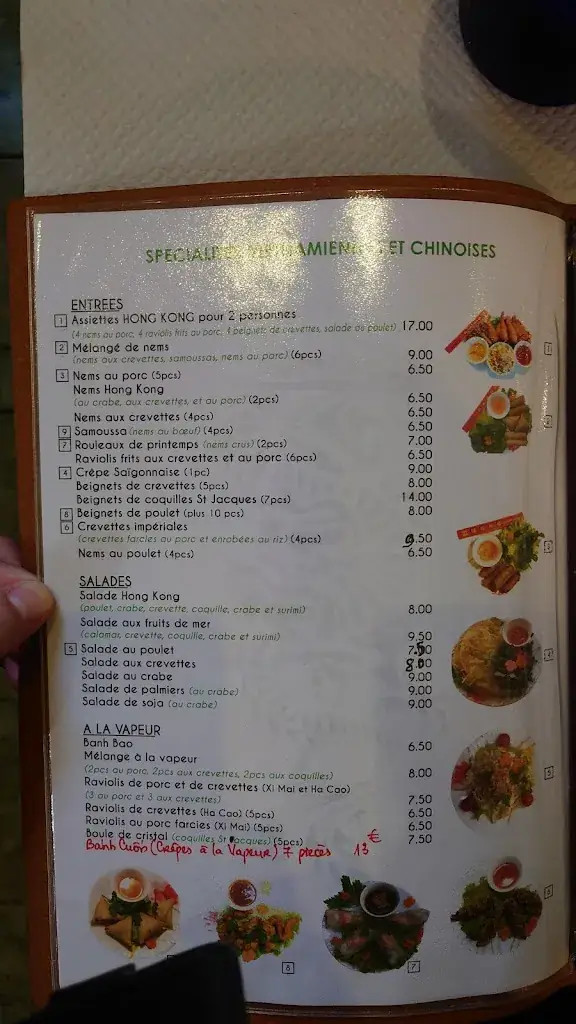 ET CHINOISES
ENTREES
1 Assiettes HONG KONG pour 2 personnes
(4 nems au porc, 4 raviolis frits au porc, 4 beignets de crevettes, salade au poulet) 17.00
2 Mélangé de nems
(nems aux crevettes, samoussas, nems au porc) (6pcs) 9.00
3 Nems au porc (5pcs) 6.50
Nems Hong Kong
(au crabe, aux crevettes, et au porc) (2pcs) 6.50
Nems aux crevettes (4pcs) 6.50
9 Samoussa (nems au bœuf) (4pcs) 6.50
7 Rouleaux de printemps (nems crus) (2pcs) 7.00
Raviolis frits aux crevettes et au porc (6pcs) 6.50
4 Crêpe Saïgonnaise (1pc) 9.00
Beignets de crevettes (5pcs) 8.00
Beignets de coquilles St Jacques (7pcs) 14.00
8 Beignets de poulet (plus 10 pcs) 8.00
6 Crevettes impériales
(crevettes farcies au porc et enrobées au riz) (4pcs) 9.50
Nems au poulet (4pcs) 6.50
SALADES
Salade Hong Kong
(poulet, crabe, crevette, coquille, crabe et surimi) 8.00
Salade aux fruits de mer
(calamar, crevette, coquille, crabe et surimi) 9.50
5 Salade au poulet 7.50
Salade aux crevettes 8.00
Salade au crabe 9.00
Salade de palmiers (au crabe) 9.00
Salade de soja (au crabe) 9.00
A LA VAPEUR
Banh Bao 6.50
Mélange à la vapeur
(2pcs au porc, 2pcs aux crevettes, 2pcs aux coquilles) 8.00
Raviolis de porc et de crevettes (Xi Mai et Ha Cao)
(3 au porc et 3 aux crevettes) 7.50
Raviolis de crevettes (Ha Cao) (5pcs) 6.50
Raviolis au porc farcies (Xi Mai) (5pcs) 6.50
Boule de cristal (coquilles St Jacques) (5pcs) 7.50
Banh Cuôn (Crêpes à la Vapeur) 7 pièces 13 €
8
7